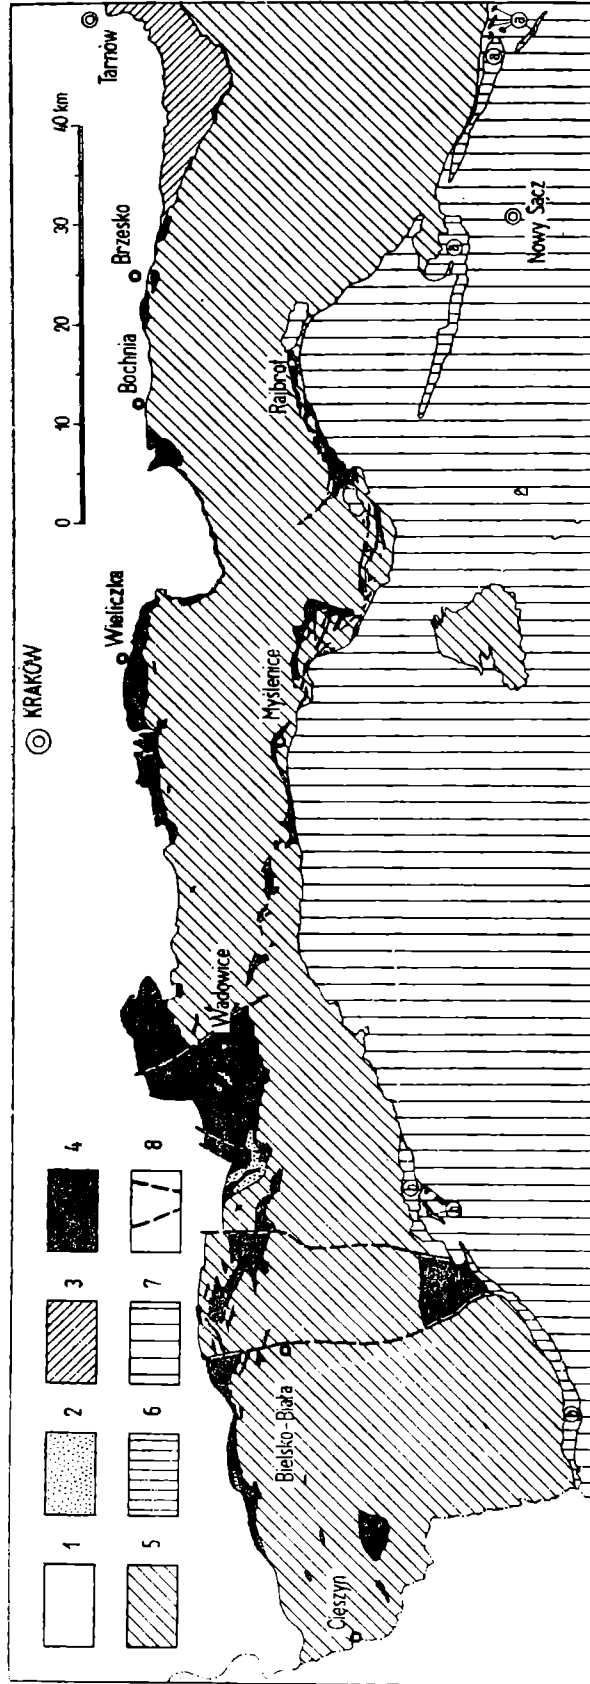 1
2
3
4
5
6
7
8
KRAKÓW
0 10 20 30 40 km
Tarnów
Wieliczka
Bochnia
Brzesko
Wadowice
Myślenice
Rajbrot
Bielsko-Biała
Cieszyn
Nowy Sącz
a
a
a
b
b
b